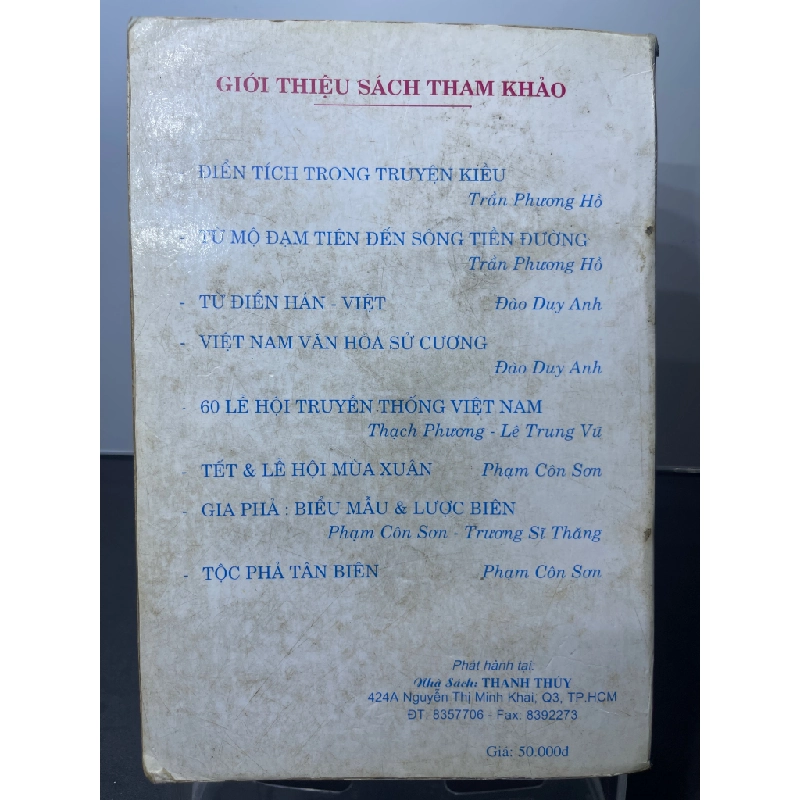 GIỚI THIỆU SÁCH THAM KHẢO
ĐIỂN TÍCH TRONG TRUYỆN KIỀU
Trần Phương Hồ
- TỪ MỘ ĐẠM TIÊN ĐẾN SÔNG TIỀN ĐƯỜNG
Trần Phương Hồ
- TỪ ĐIỂN HÁN - VIỆT Đào Duy Anh
- VIỆT NAM VĂN HÓA SỬ CƯƠNG
Đào Duy Anh
- 60 LỄ HỘI TRUYỀN THỐNG VIỆT NAM
Thạch Phương - Lê Trung Vũ
- TẾT & LỄ HỘI MÙA XUÂN Phạm Côn Sơn
- GIA PHẢ : BIỂU MẪU & LƯỢC BIÊN
Phạm Côn Sơn - Trương Sĩ Thăng
- TỘC PHẢ TÂN BIÊN Phạm Côn Sơn
Phát hành tại:
Nhà Sách: THANH THUY
424A Nguyễn Thị Minh Khai, Q3, TP.HCM
ĐT: 8357706 - Fax: 8392273
Giá: 50.000đ